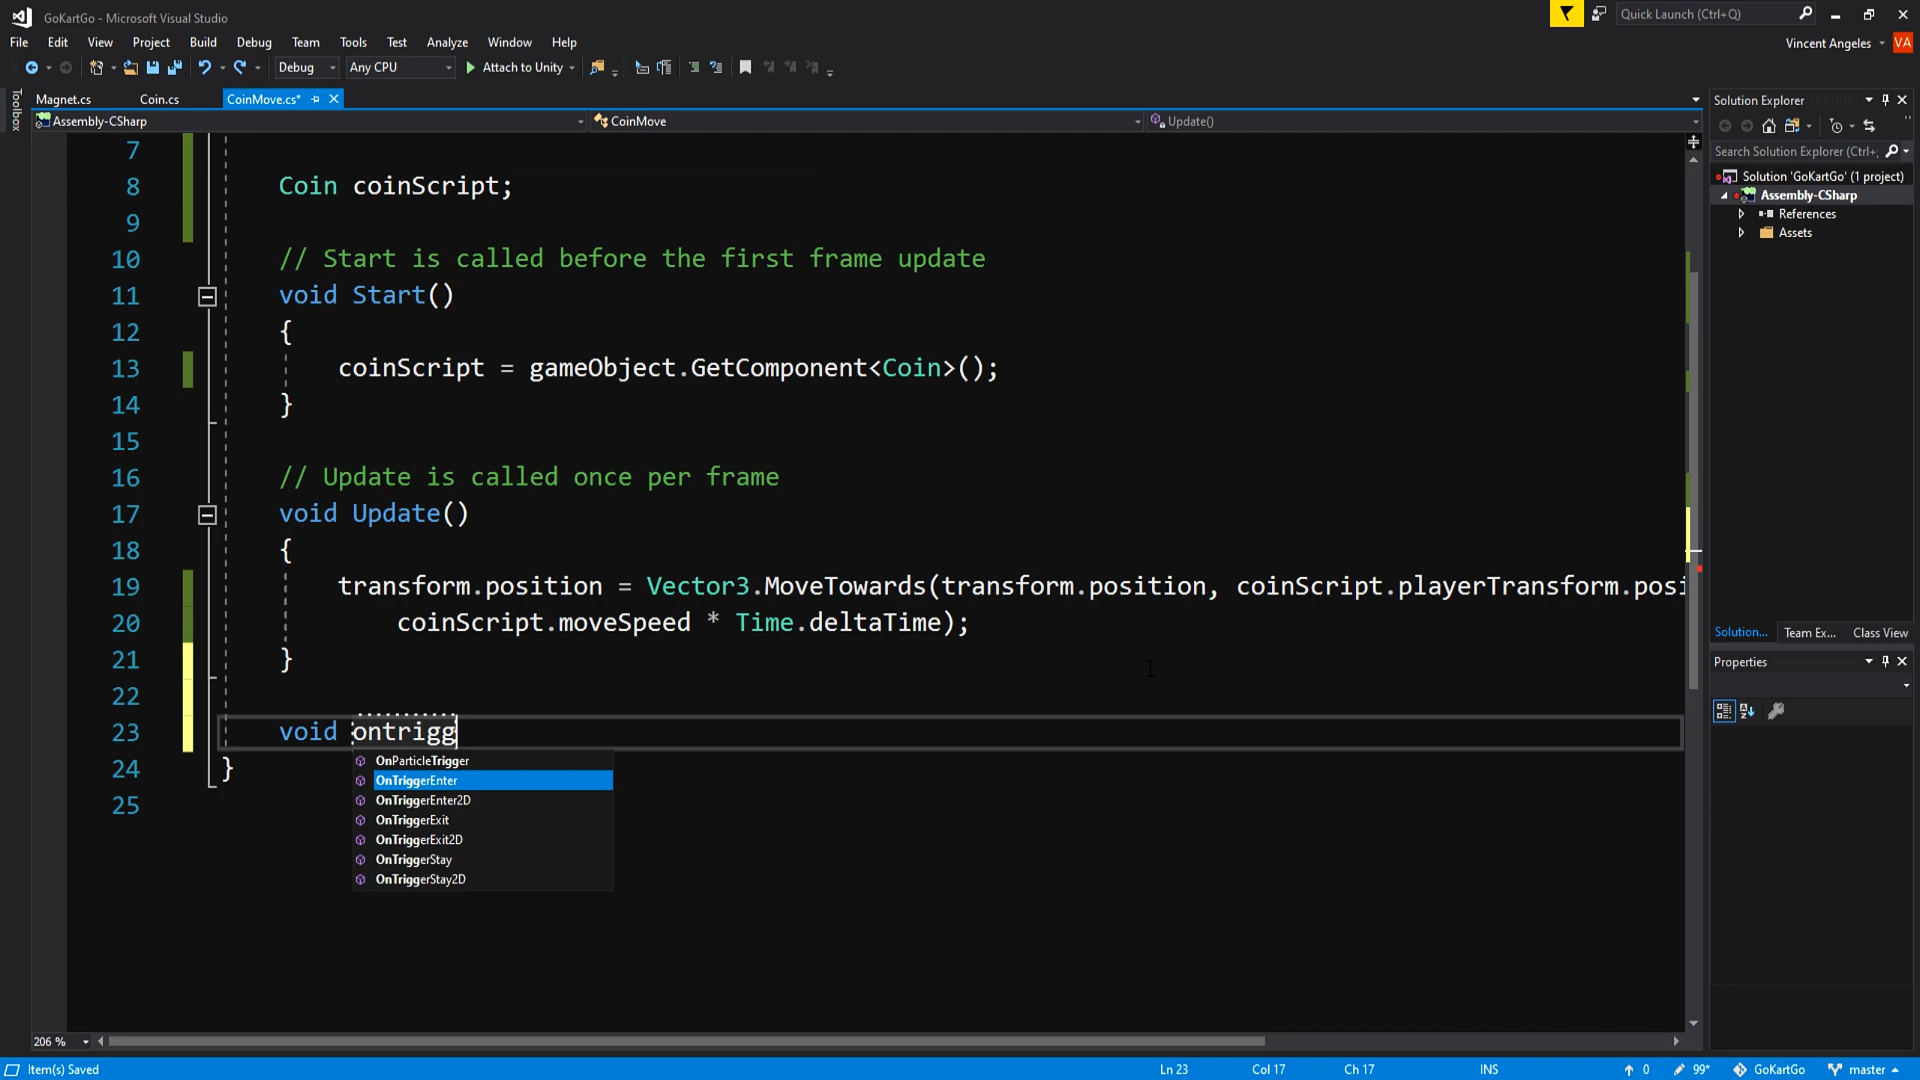 GoKartGo - Microsoft Visual Studio
Quick Launch (Ctrl+Q)
File Edit View Project Build Debug Team Tools Test Analyze Window Help
Vincent Angeles VA
Debug Any CPU Attach to Unity
Toolbox
Magnet.cs Coin.cs CoinMove.cs*
Assembly-CSharp CoinMove Update()
7
8 Coin coinScript;
9
10 // Start is called before the first frame update
11 void Start()
12 {
13 coinScript = gameObject.GetComponent<Coin>();
14 }
15
16 // Update is called once per frame
17 void Update()
18 {
19 transform.position = Vector3.MoveTowards(transform.position, coinScript.playerTransform.posi
20 coinScript.moveSpeed * Time.deltaTime);
21 }
22
23 void ontrigg
OnParticleTrigger
OnTriggerEnter
OnTriggerEnter2D
OnTriggerExit
OnTriggerExit2D
OnTriggerStay
OnTriggerStay2D
24 }
25
206 %
Solution Explorer
Search Solution Explorer (Ctrl+;
Solution 'GoKartGo' (1 project)
Assembly-CSharp
References
Assets
Solution... Team Ex... Class View
Properties
Item(s) Saved Ln 23 Col 17 Ch 17 INS 0 99* GoKartGo master